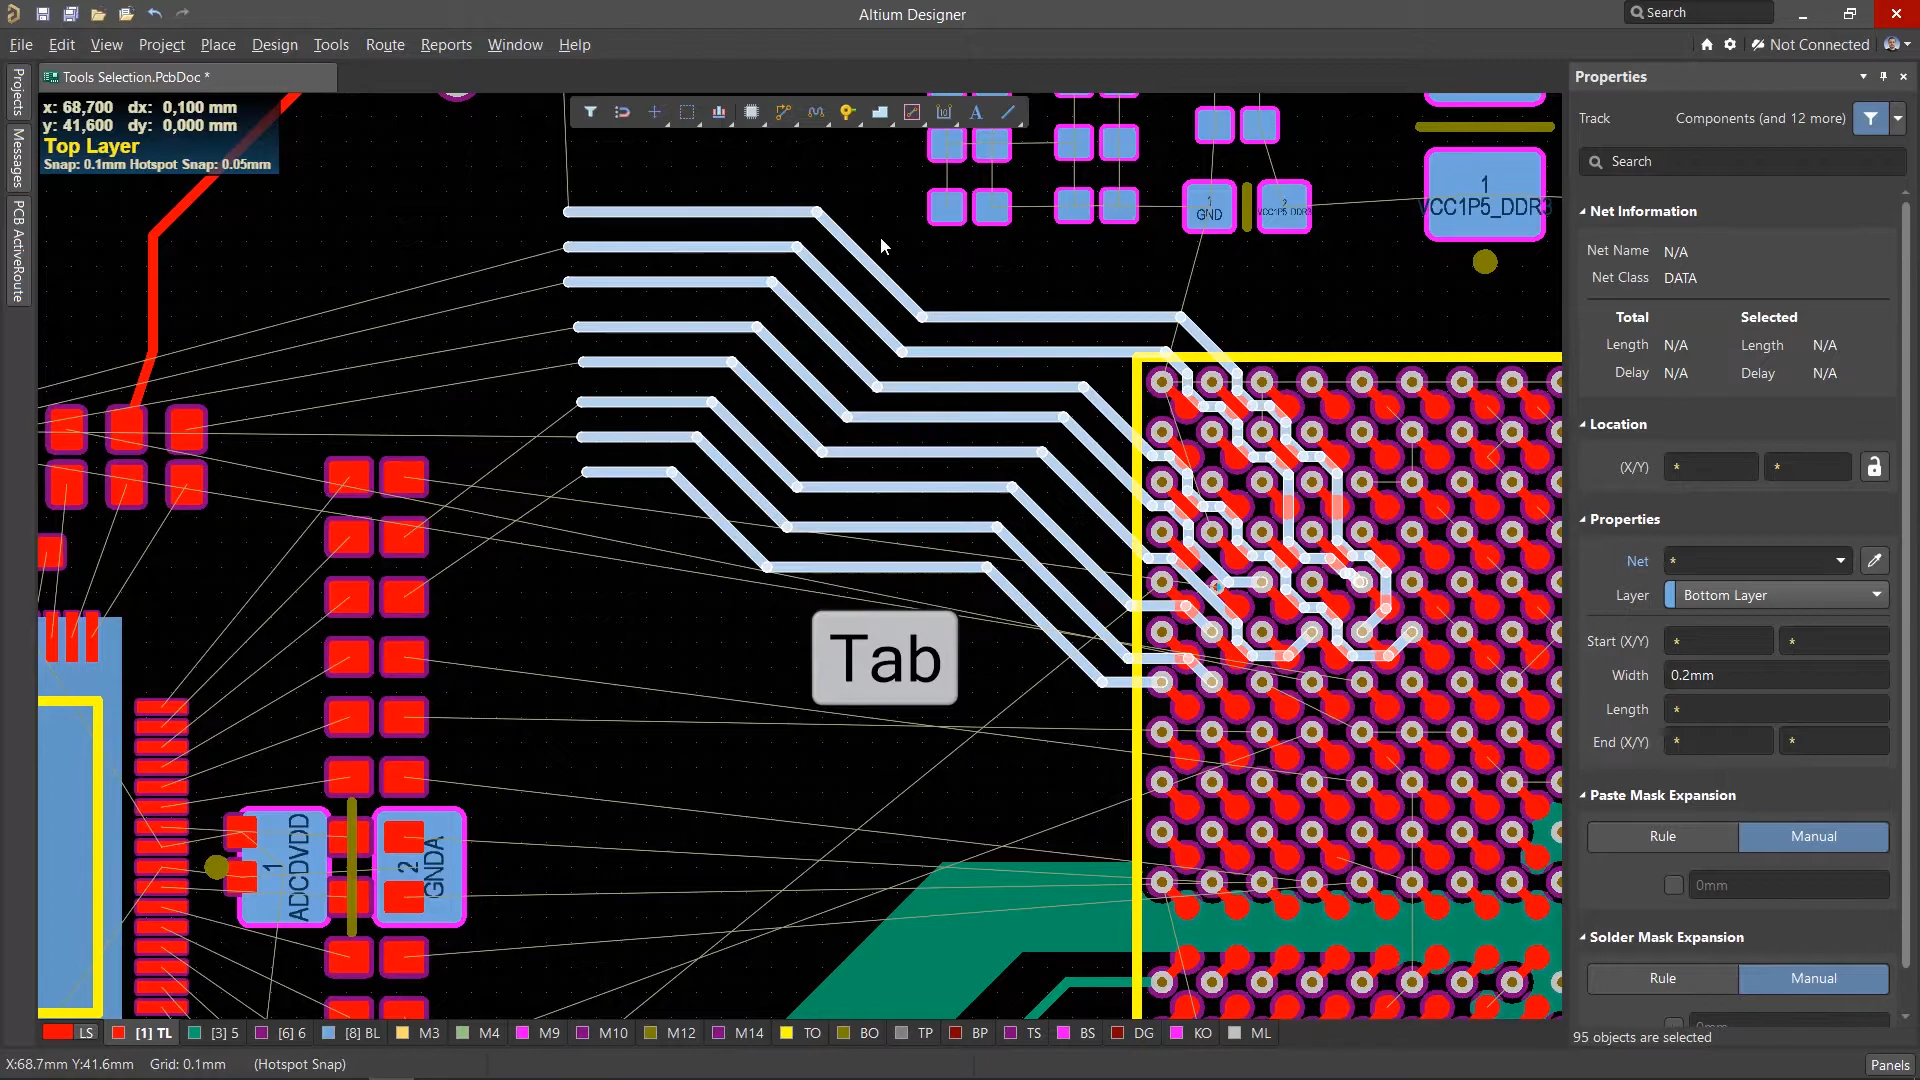 Altium Designer
Search
File Edit View Project Place Design Tools Route Reports Window Help
Not Connected
Projects
Messages
PCB ActiveRoute
Tools Selection.PcbDoc *
x: 68,700 dx: 0,100 mm
y: 41,600 dy: 0,000 mm
Top Layer
Snap: 0.1mm Hotspot Snap: 0.05mm
1
GND
2
VCC1P5_DDR3
1
VCC1P5_DDR3
Tab
1
ADCDVDD
2
GNDA
Properties
Track Components (and 12 more)
Search
Net Information
Net Name N/A
Net Class DATA
Total Selected
Length N/A Length N/A
Delay N/A Delay N/A
Location
(X/Y) * *
Properties
Net *
Layer Bottom Layer
Start (X/Y) * *
Width 0.2mm
Length *
End (X/Y) * *
Paste Mask Expansion
Rule Manual
0mm
Solder Mask Expansion
Rule Manual
0mm
95 objects are selected
LS [1] TL [3] 5 [6] 6 [8] BL M3 M4 M9 M10 M12 M14 TO BO TP BP TS BS DG KO ML
X:68.7mm Y:41.6mm Grid: 0.1mm (Hotspot Snap)
Panels